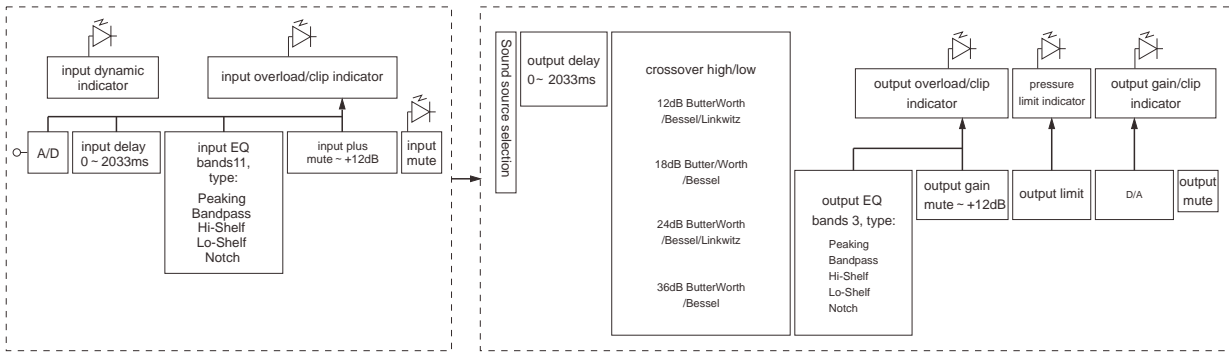 input dynamic
indicator
input overload/clip indicator
A/D
input delay
0 ~ 2033ms
input EQ
bands11,
type:
Peaking
Bandpass
Hi-Shelf
Lo-Shelf
Notch
input plus
mute ~ +12dB
input
mute
Sound source selection
output delay
0 ~ 2033ms
crossover high/low
12dB ButterWorth
/Bessel/Linkwitz
18dB Butter/Worth
/Bessel
24dB ButterWorth
/Bessel/Linkwitz
36dB ButterWorth
/Bessel
output EQ
bands 3, type:
Peaking
Bandpass
Hi-Shelf
Lo-Shelf
Notch
output overload/clip
indicator
output gain
mute ~ +12dB
pressure
limit indicator
output limit
output gain/clip
indicator
D/A
output
mute